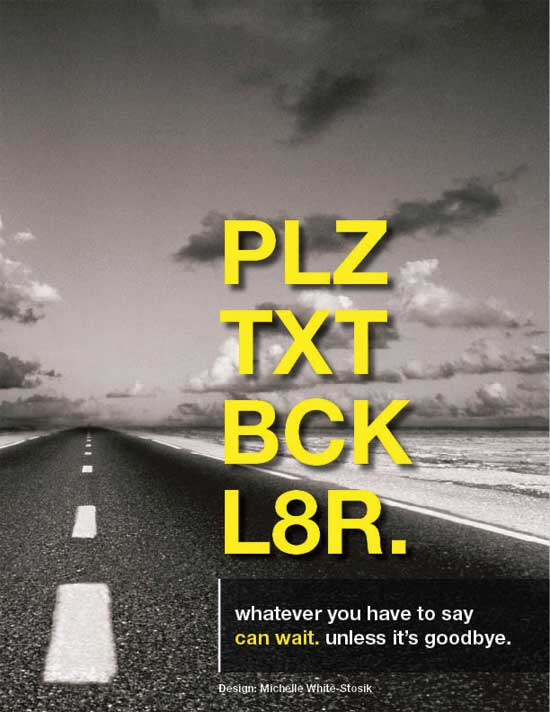 PLZ
TXT
BCK
L8R.
whatever you have to say
can wait. unless it's goodbye.
Design: Michelle White-Stosik